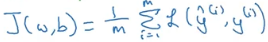 J(w,b) = 1/m ∑_{i=1}^{m} ℒ(ŷ^{(i)}, y^{(i)})